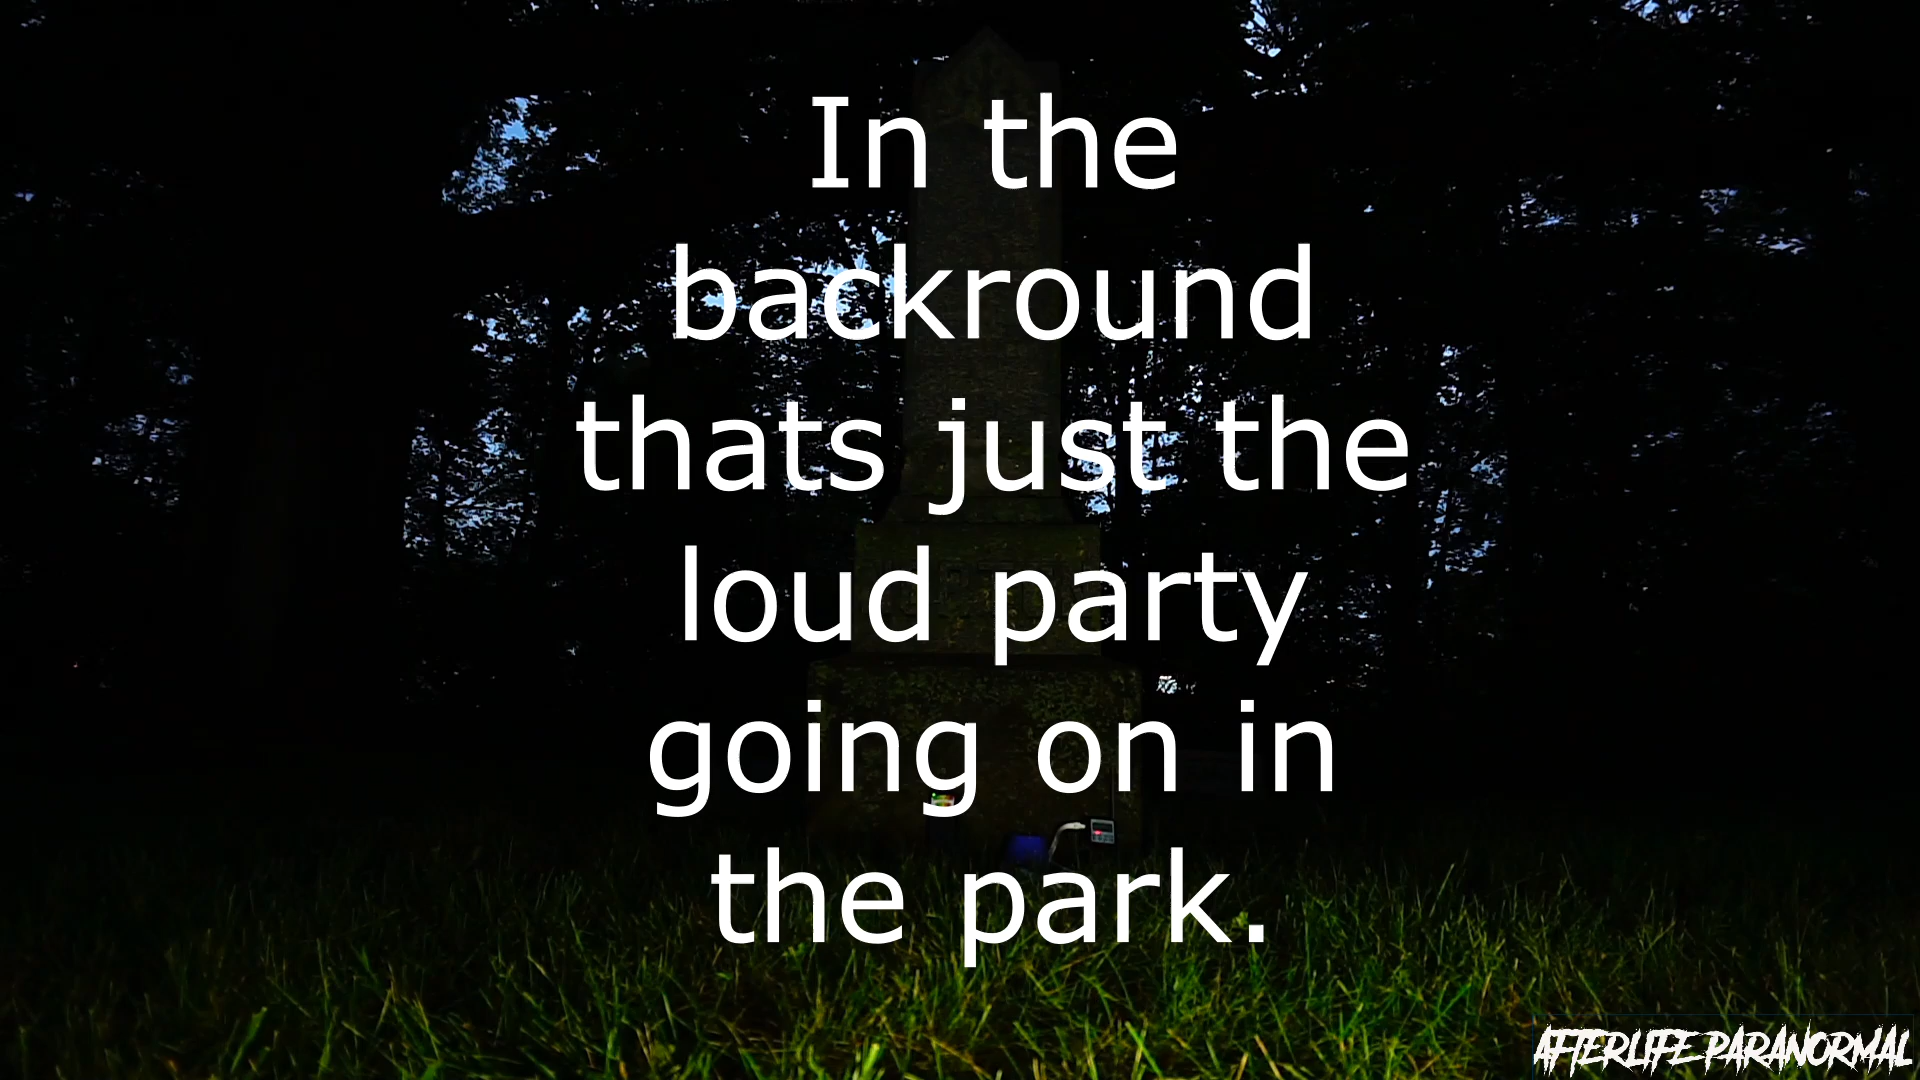 In the
backround
thats just the
loud party
going on in
the park.
AFTERLIFE PARANORMAL